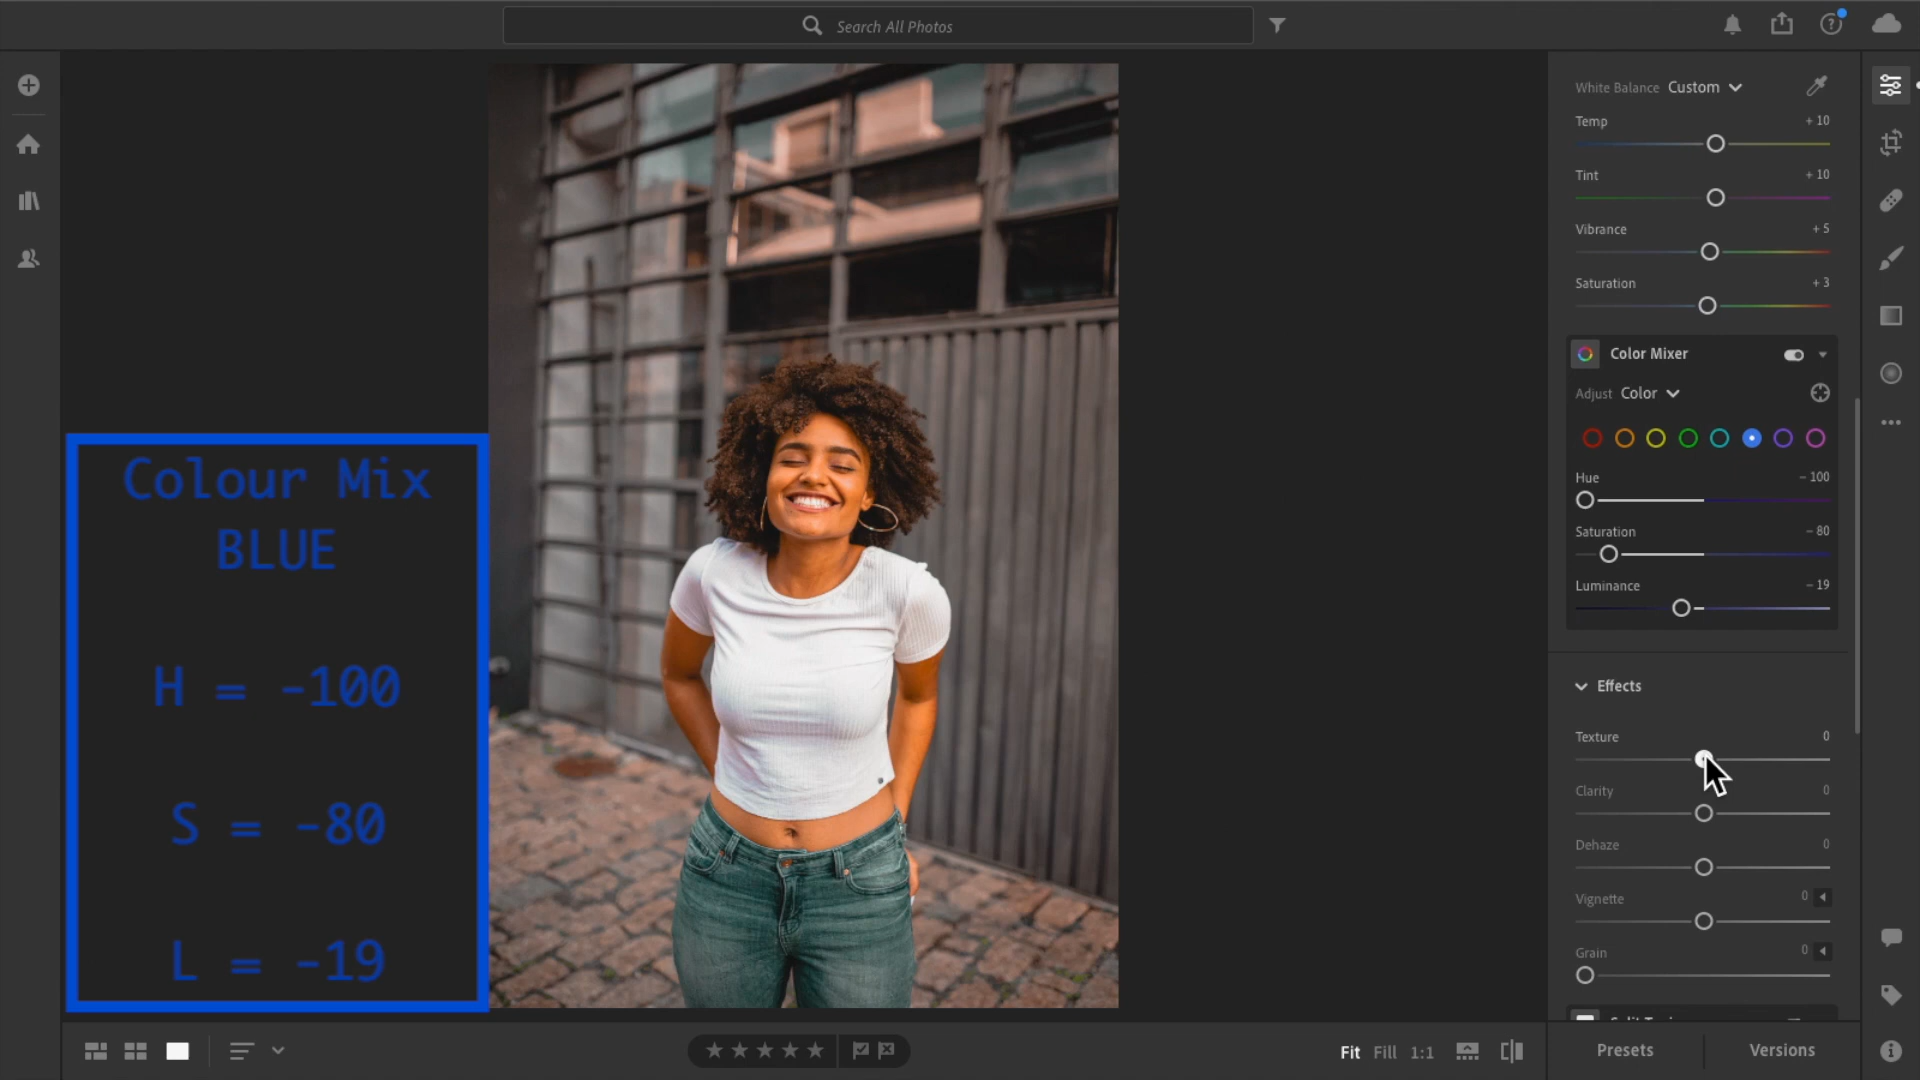 Search All Photos
White Balance Custom
Temp + 10
Tint + 10
Vibrance + 5
Saturation + 3
Color Mixer
Adjust Color
Hue – 100
Saturation – 80
Luminance – 19
Effects
Texture 0
Clarity 0
Dehaze 0
Vignette 0
Grain 0
Colour Mix
BLUE
H = -100
S = -80
L = -19
Fit Fill 1:1
Presets Versions